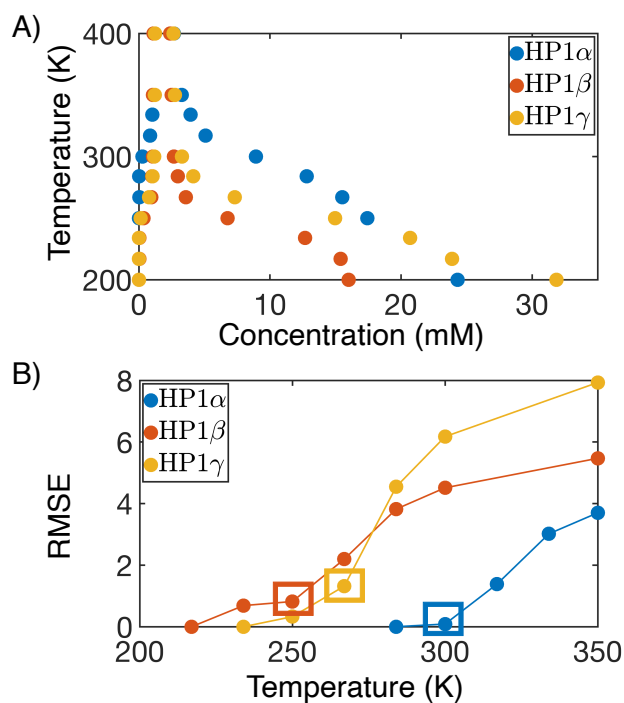 A)
Temperature (K)
400
300
200
HP1α
HP1β
HP1γ
0
10
20
30
Concentration (mM)
B)
RMSE
8
6
4
2
0
HP1α
HP1β
HP1γ
200
250
300
350
Temperature (K)